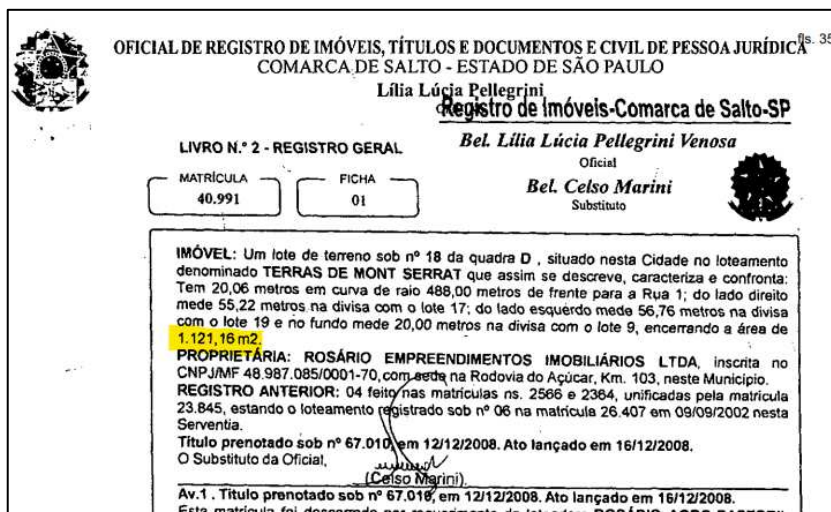 fls. 35
OFICIAL DE REGISTRO DE IMÓVEIS, TÍTULOS E DOCUMENTOS E CIVIL DE PESSOA JURÍDICA
COMARCA DE SALTO - ESTADO DE SÃO PAULO
Lília Lúcia Pellegrini
Registro de Imóveis-Comarca de Salto-SP
LIVRO N.º 2 - REGISTRO GERAL
Bel. Lília Lúcia Pellegrini Venosa
Oficial
MATRÍCULA
40.991
FICHA
01
Bel. Celso Marini
Substituto
IMÓVEL: Um lote de terreno sob nº 18 da quadra D , situado nesta Cidade no loteamento
denominado TERRAS DE MONT SERRAT que assim se descreve, caracteriza e confronta:
Tem 20,06 metros em curva de raio 488,00 metros de frente para a Rua 1; do lado direito
mede 55,22 metros na divisa com o lote 17; do lado esquerdo mede 56,76 metros na divisa
com o lote 19 e no fundo mede 20,00 metros na divisa com o lote 9, encerrando a área de
1.121,16 m2.
PROPRIETÁRIA: ROSÁRIO EMPREENDIMENTOS IMOBILIÁRIOS LTDA, inscrita no
CNPJ/MF 48.987.085/0001-70, com sede na Rodovia do Açúcar, Km. 103, neste Município.
REGISTRO ANTERIOR: 04 feito nas matrículas ns. 2566 e 2364, unificadas pela matrícula
23.845, estando o loteamento registrado sob nº 06 na matrícula 26.407 em 09/09/2002 nesta
Serventia.
Título prenotado sob nº 67.010, em 12/12/2008. Ato lançado em 16/12/2008.
O Substituto da Oficial,
(Celso Marini)
Av.1 . Título prenotado sob nº 67.010, em 12/12/2008. Ato lançado em 16/12/2008.